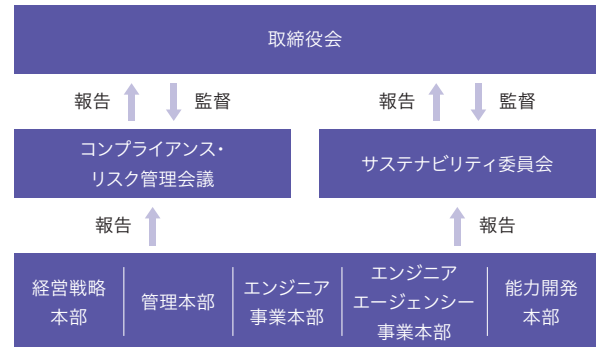 取締役会
報告
監督
報告
監督
コンプライアンス・
リスク管理会議
サステナビリティ委員会
報告
報告
経営戦略
本部
管理本部
エンジニア
事業本部
エンジニア
エージェンシー
事業本部
能力開発
本部